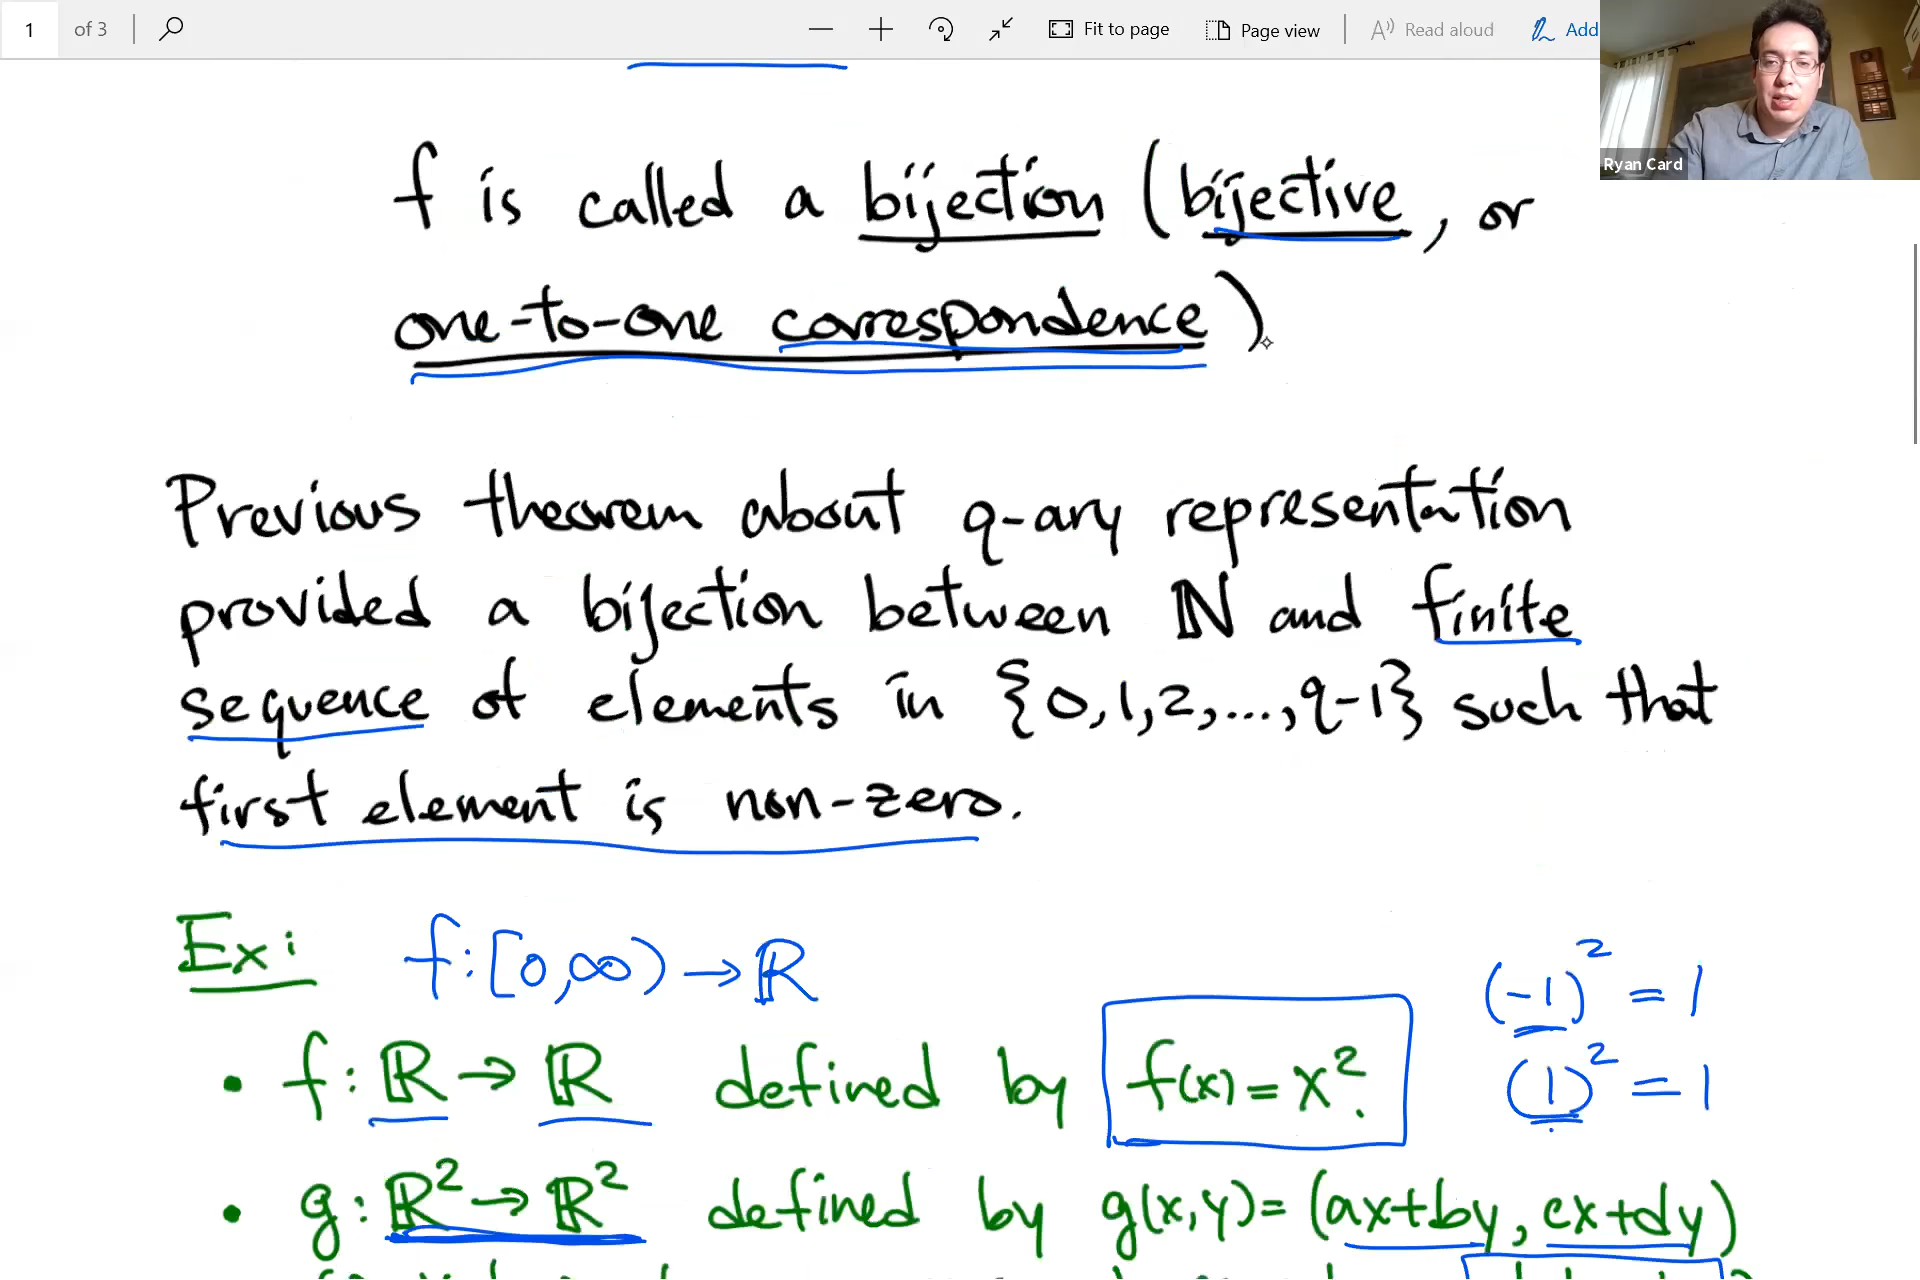 1 of 3 Fit to page Page view Read aloud Add
Ryan Card
f is called a bijection (bijective, or
one-to-one correspondence).
Previous theorem about q-ary representation
provided a bijection between ℕ and finite
sequence of elements in {0,1,2,...,q-1} such that
first element is non-zero.
Ex: f:[0,∞)→ℝ
(-1)² = 1
• f:ℝ→ℝ defined by f(x)=x².
(1)² = 1
• g:ℝ²→ℝ² defined by g(x,y)=(ax+by, cx+dy)